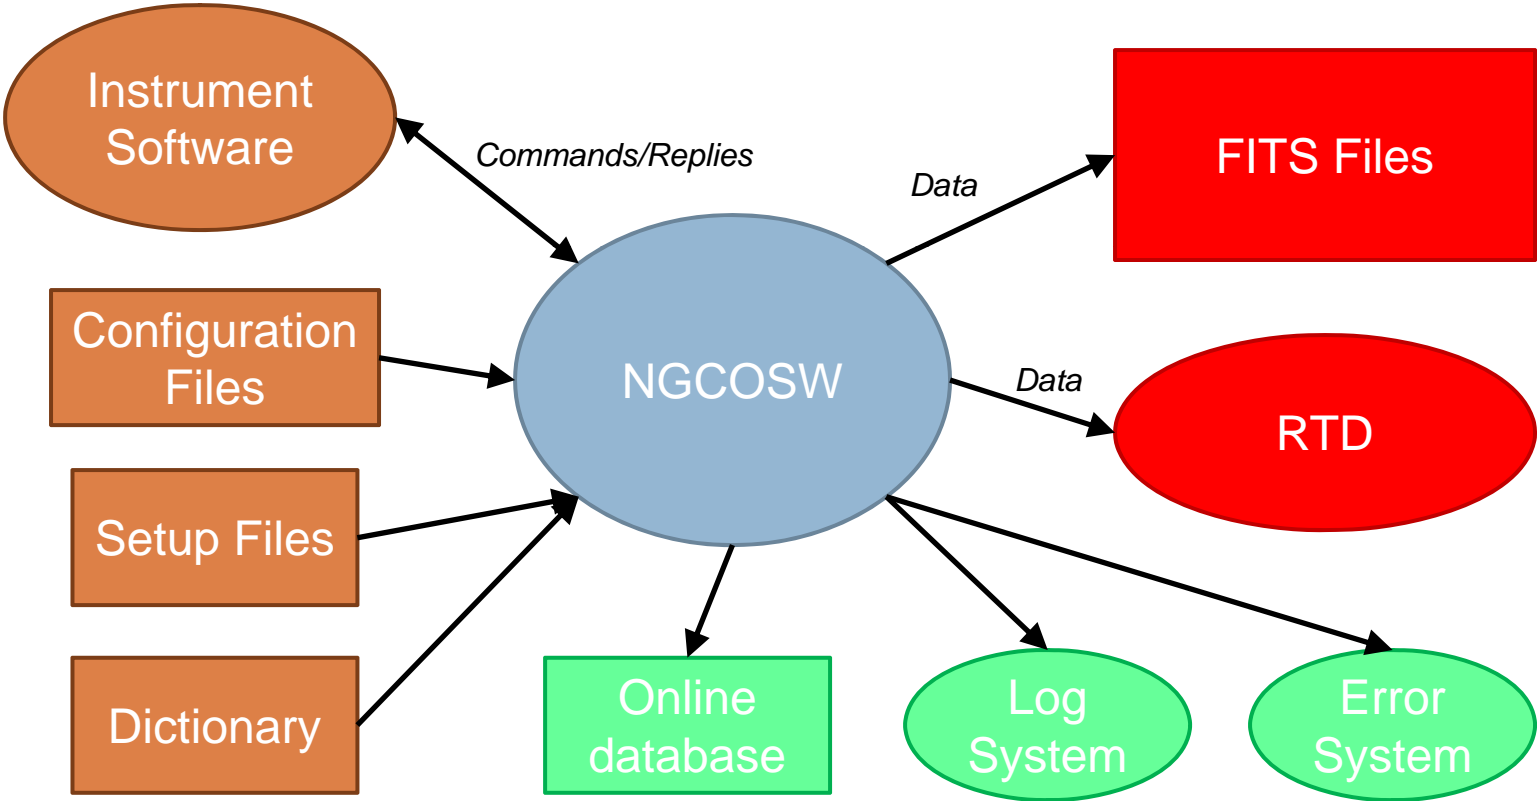 Instrument
Software
Commands/Replies
Data
FITS Files
Configuration
Files
NGCOSW
Data
RTD
Setup Files
Dictionary
Online
database
Log
System
Error
System